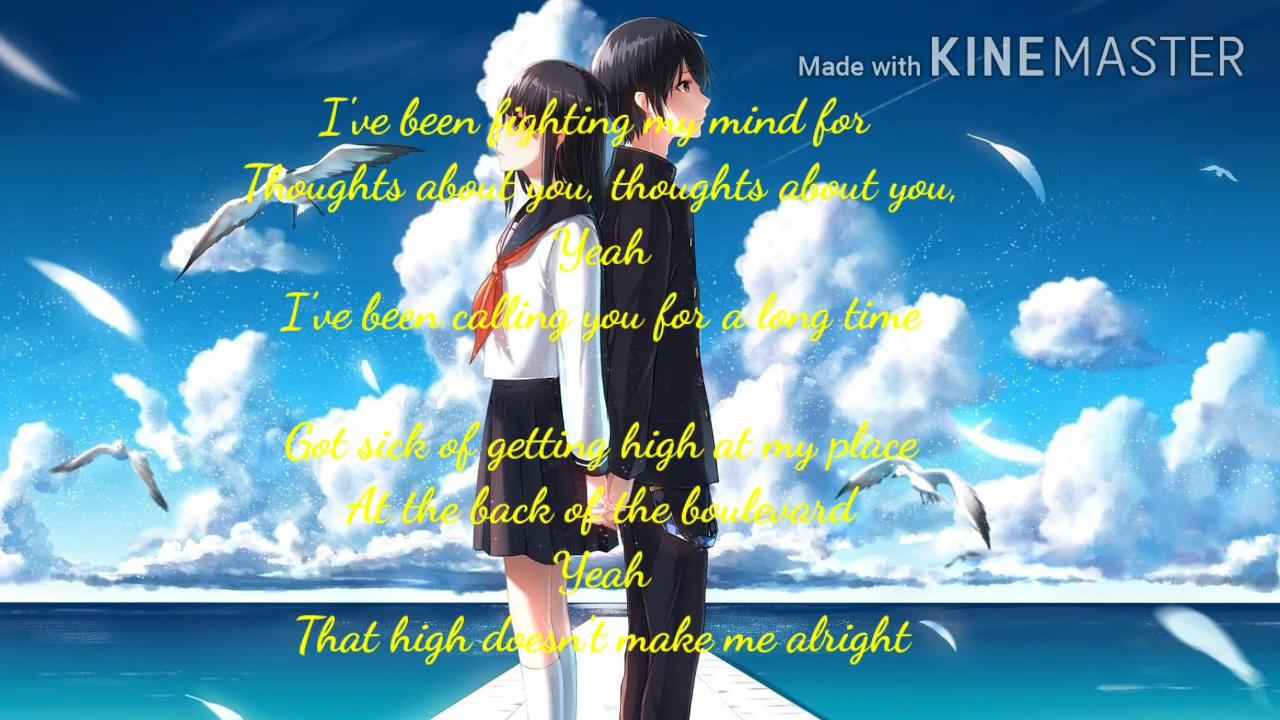 Made with KINEMASTER
I've been fighting my mind for
Thoughts about you, thoughts about you,
Yeah
I've been calling you for a long time
Got sick of getting high at my place
At the back of the boulevard
Yeah
That high doesn't make me alright